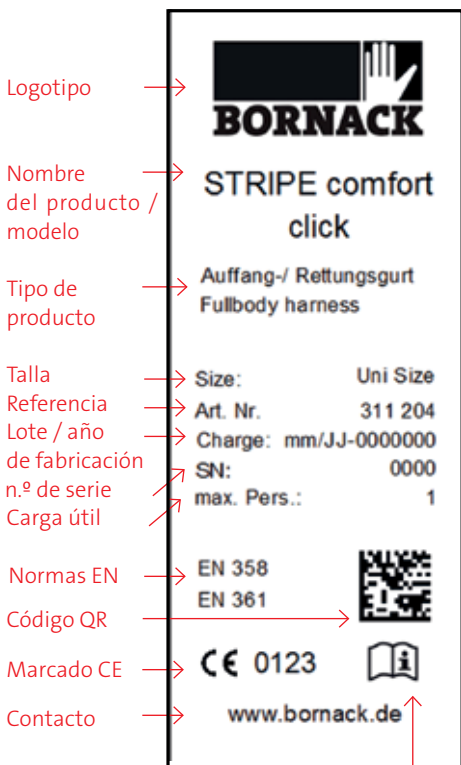 Logotipo
BORNACK
Nombre
del producto /
modelo
STRIPE comfort
click
Tipo de
producto
Auffang-/ Rettungsgurt
Fullbody harness
Talla
Size: Uni Size
Referencia
Art. Nr. 311 204
Lote / año
de fabricación
Charge: mm/JJ-0000000
n.º de serie
SN: 0000
Carga útil
max. Pers.: 1
Normas EN
EN 358
EN 361
Código QR
Marcado CE
CE 0123
i
Contacto
www.bornack.de